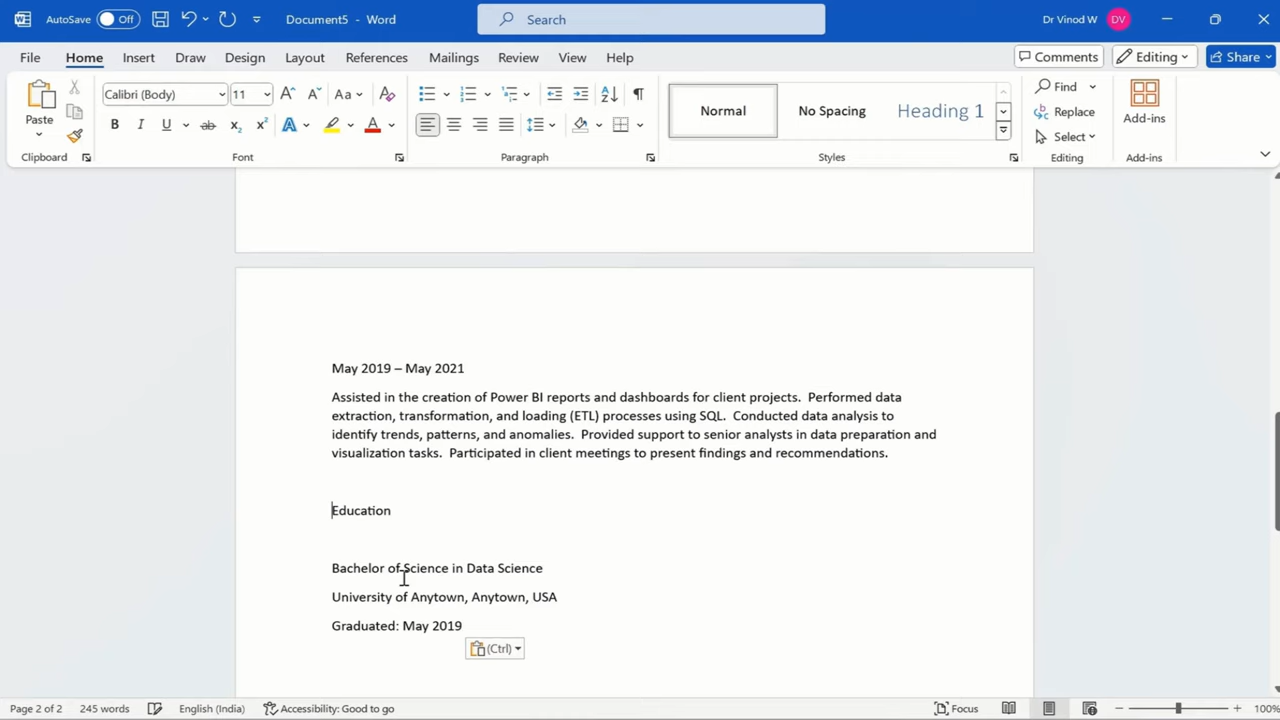 AutoSave Off Document5 - Word Search Dr Vinod W DV
File Home Insert Draw Design Layout References Mailings Review View Help Comments Editing Share
Paste Calibri (Body) 11 Aa Normal No Spacing Heading 1 Find Replace Select Add-ins
Clipboard Font Paragraph Styles Editing Add-ins
May 2019 – May 2021
Assisted in the creation of Power BI reports and dashboards for client projects.  Performed data
extraction, transformation, and loading (ETL) processes using SQL.  Conducted data analysis to
identify trends, patterns, and anomalies.  Provided support to senior analysts in data preparation and
visualization tasks.  Participated in client meetings to present findings and recommendations.
Education
Bachelor of Science in Data Science
University of Anytown, Anytown, USA
Graduated: May 2019
(Ctrl)
Page 2 of 2 245 words English (India) Accessibility: Good to go Focus 100%